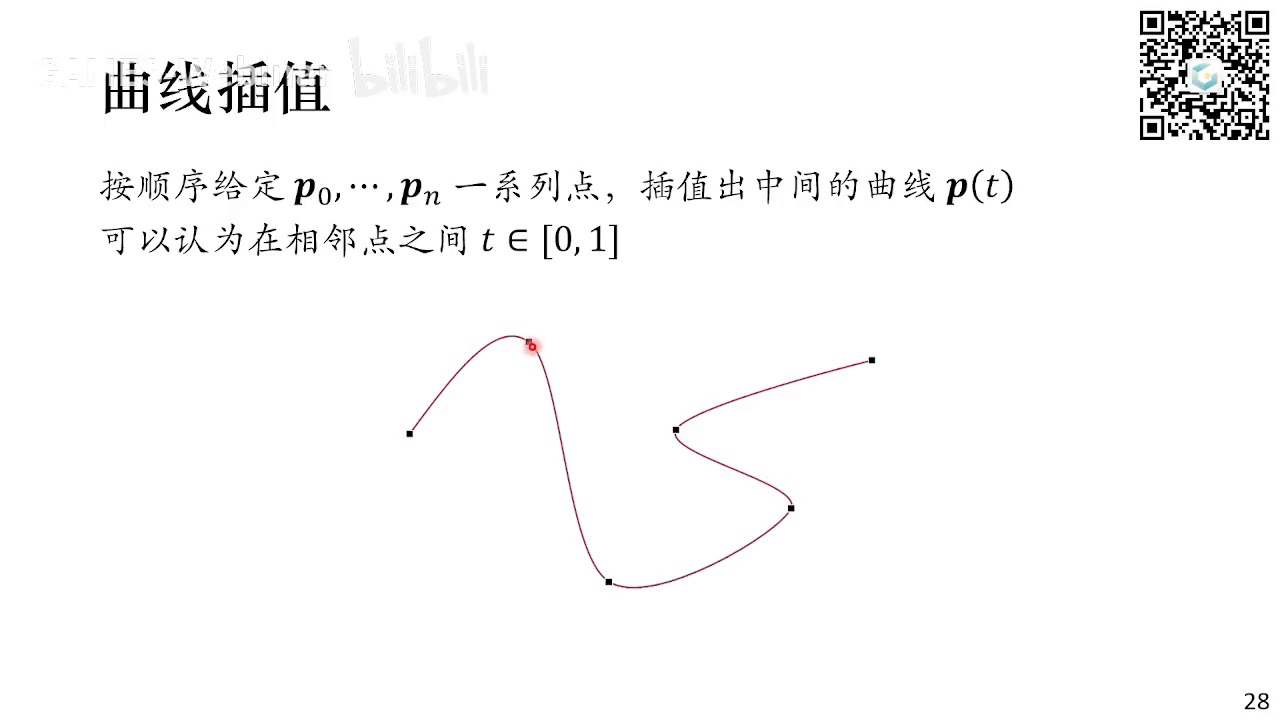 曲线插值
bilibili
按顺序给定 𝒑₀, ⋯ , 𝒑ₙ 一系列点，插值出中间的曲线 𝒑(𝑡)
可以认为在相邻点之间 𝑡 ∈ [0, 1]
28